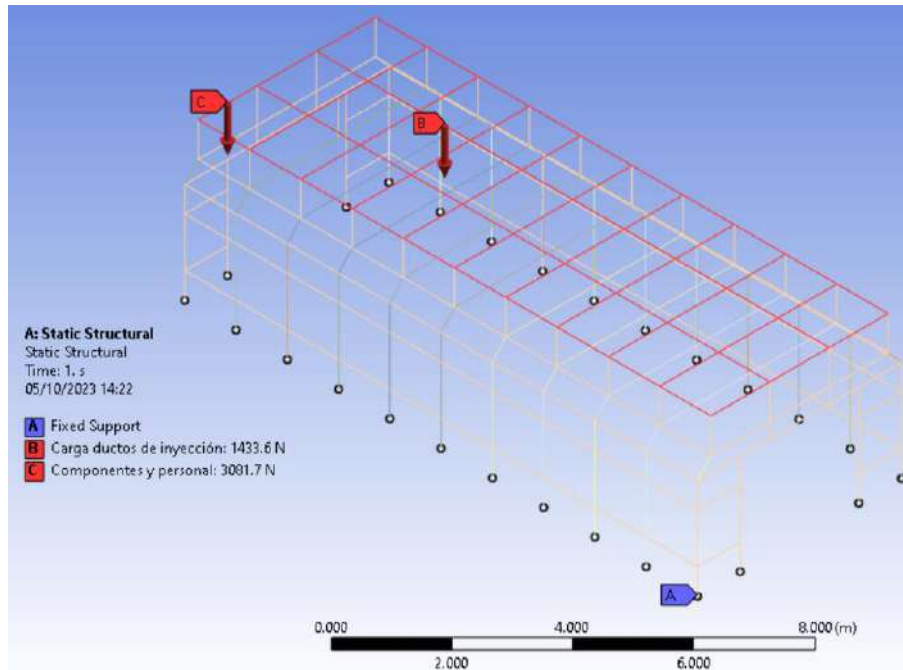 C
B
A: Static Structural
Static Structural
Time: 1. s
05/10/2023 14:22
A Fixed Support
B Carga ductos de inyección: 1433.6 N
C Componentes y personal: 3081.7 N
A
0.000 4.000 8.000 (m)
2.000 6.000